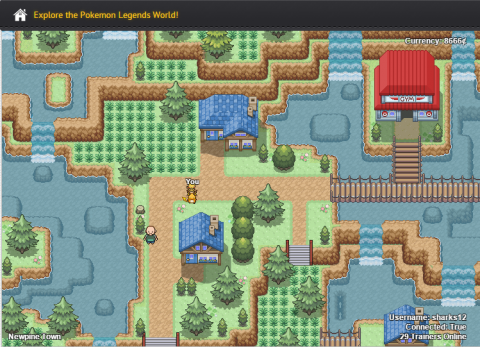 Explore the Pokemon Legends World!
Currency: 8666¢
GYM
You
Username: sharks12
Connected: True
Newpine Town
29 Trainers Online